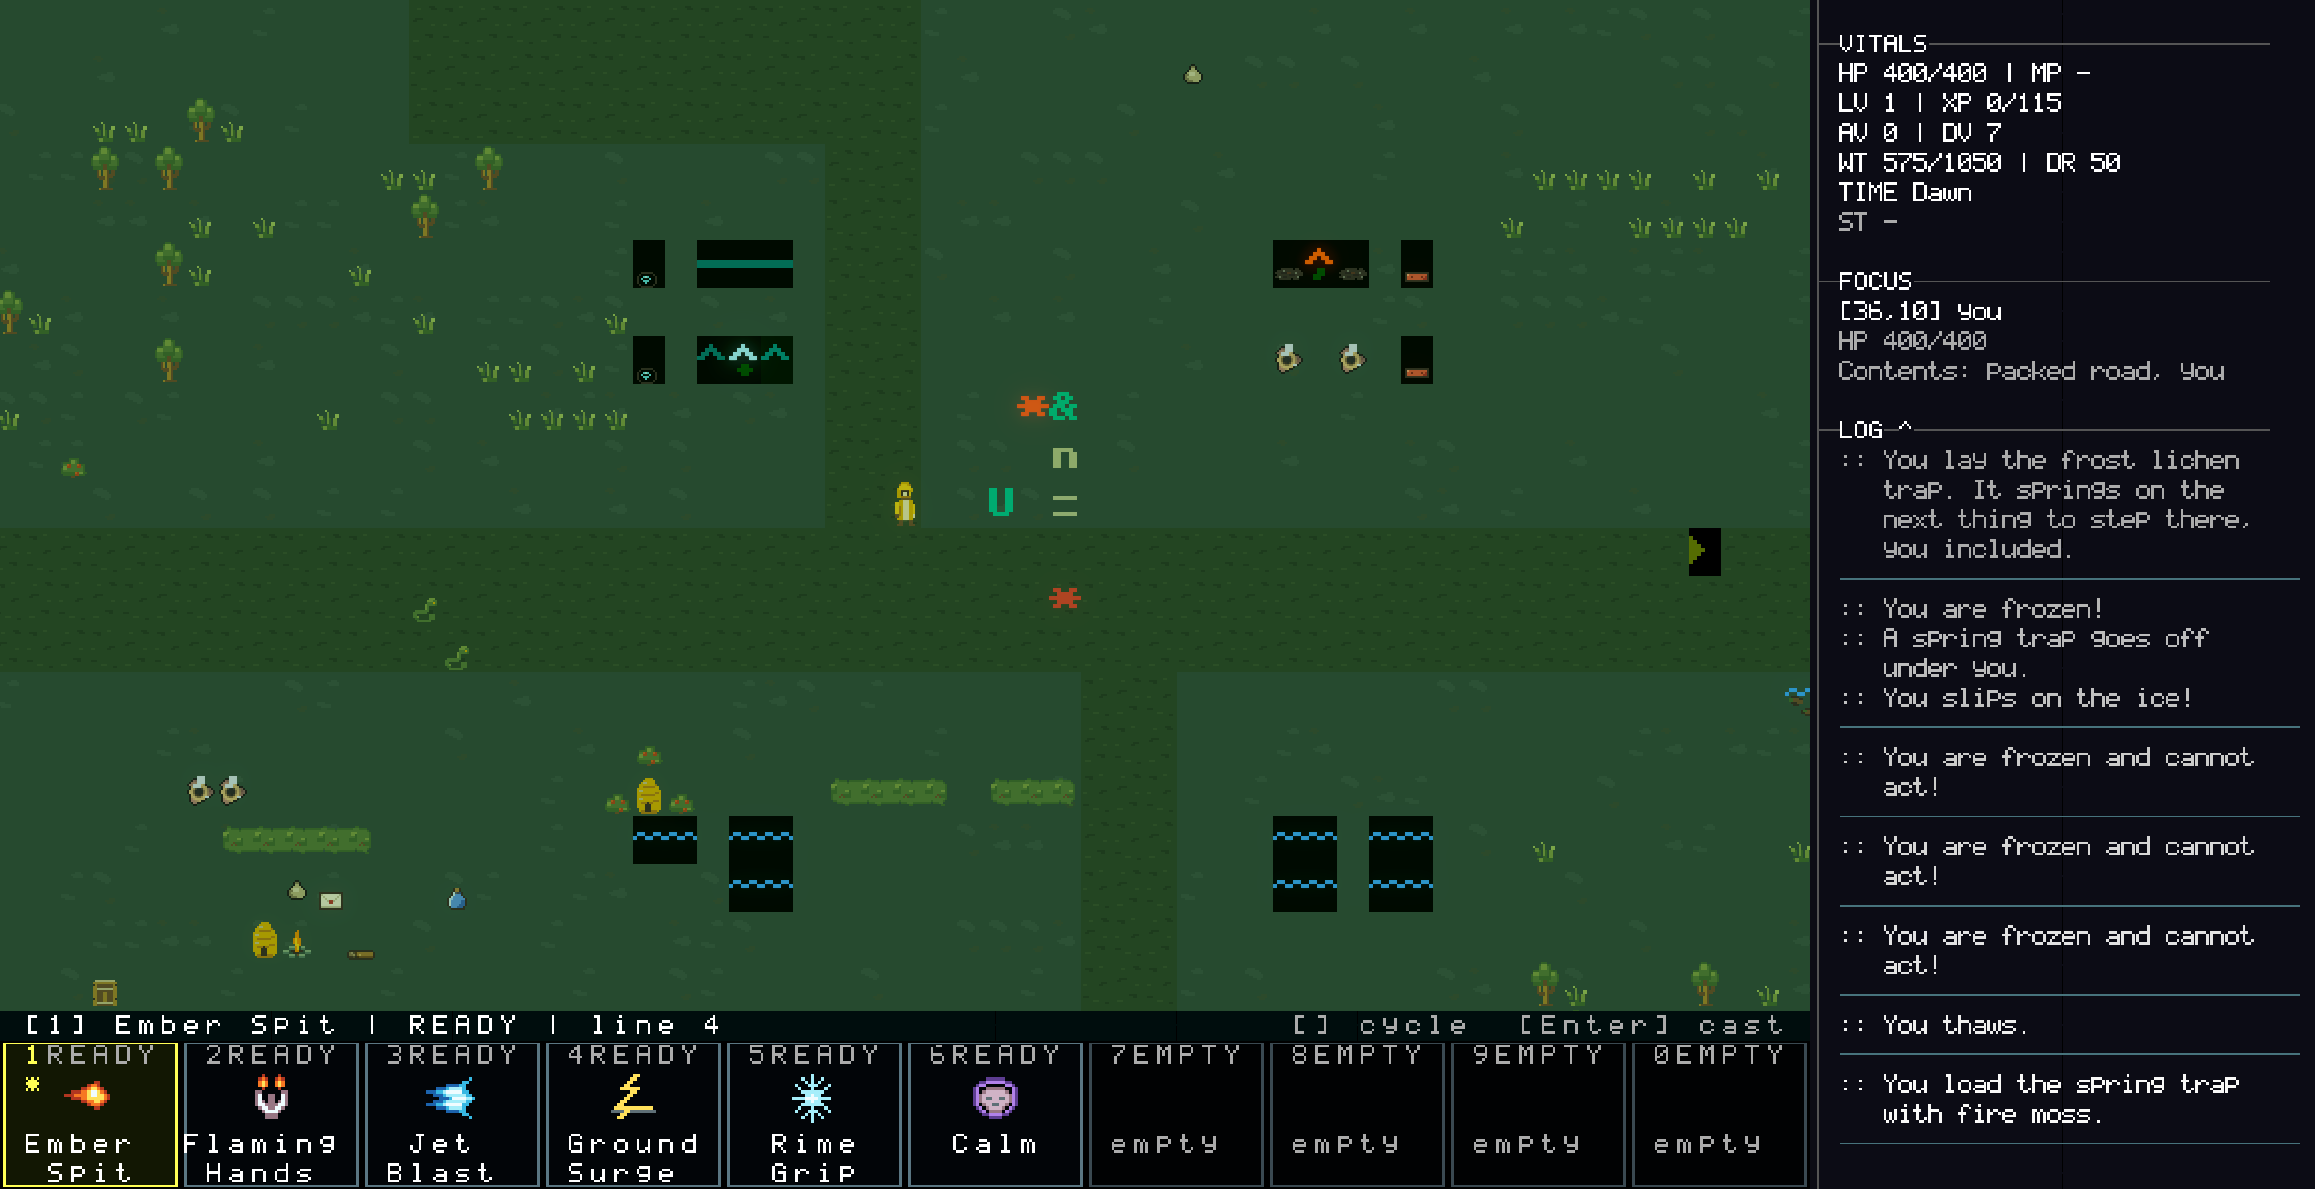 VITALS
HP 400/400 | MP -
LV 1 | XP 0/115
AV 0 | DV 7
WT 575/1050 | DR 50
TIME Dawn
ST -
FOCUS
[36,10] You
HP 400/400
Contents: Packed road, You
LOG ^
:: You lay the frost lichen
trap. It springs on the
next thing to step there,
you included.
:: You are frozen!
:: A spring trap goes off
under you.
:: You slips on the ice!
:: You are frozen and cannot
act!
:: You are frozen and cannot
act!
:: You are frozen and cannot
act!
:: You thaws.
:: You load the spring trap
with fire moss.
&
n
U =
[1] Ember Spit | READY | line 4 [] cycle [Enter] cast
1READY 2READY 3READY 4READY 5READY 6READY 7EMPTY 8EMPTY 9EMPTY 0EMPTY
Ember Flaming Jet Ground Rime Calm empty empty empty empty
Spit Hands Blast Surge Grip